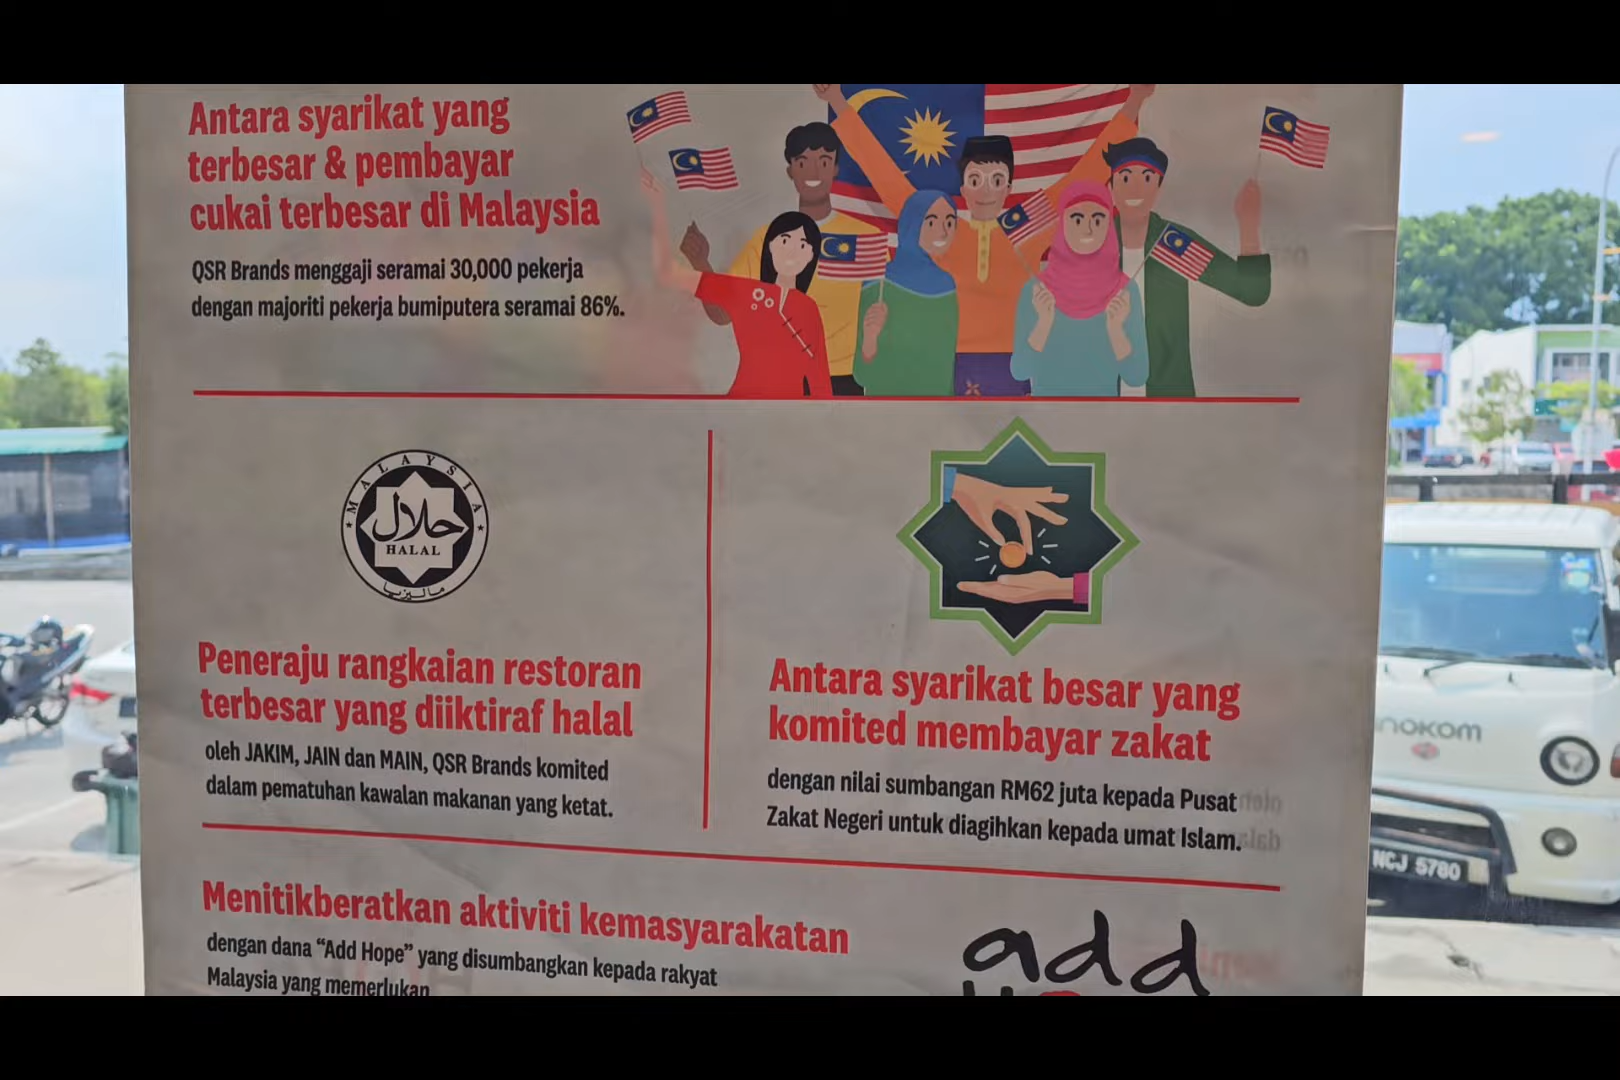 Antara syarikat yang
terbesar & pembayar
cukai terbesar di Malaysia
QSR Brands menggaji seramai 30,000 pekerja
dengan majoriti pekerja bumiputera seramai 86%.
MALAYSIA
حلال
HALAL
ماليزيا
Peneraju rangkaian restoran
terbesar yang diiktiraf halal
oleh JAKIM, JAIN dan MAIN, QSR Brands komited
dalam pematuhan kawalan makanan yang ketat.
Antara syarikat besar yang
komited membayar zakat
dengan nilai sumbangan RM62 juta kepada Pusat
Zakat Negeri untuk diagihkan kepada umat Islam.
Menitikberatkan aktiviti kemasyarakatan
dengan dana “Add Hope” yang disumbangkan kepada rakyat
Malaysia yang memerlukan
add
NCJ 5780